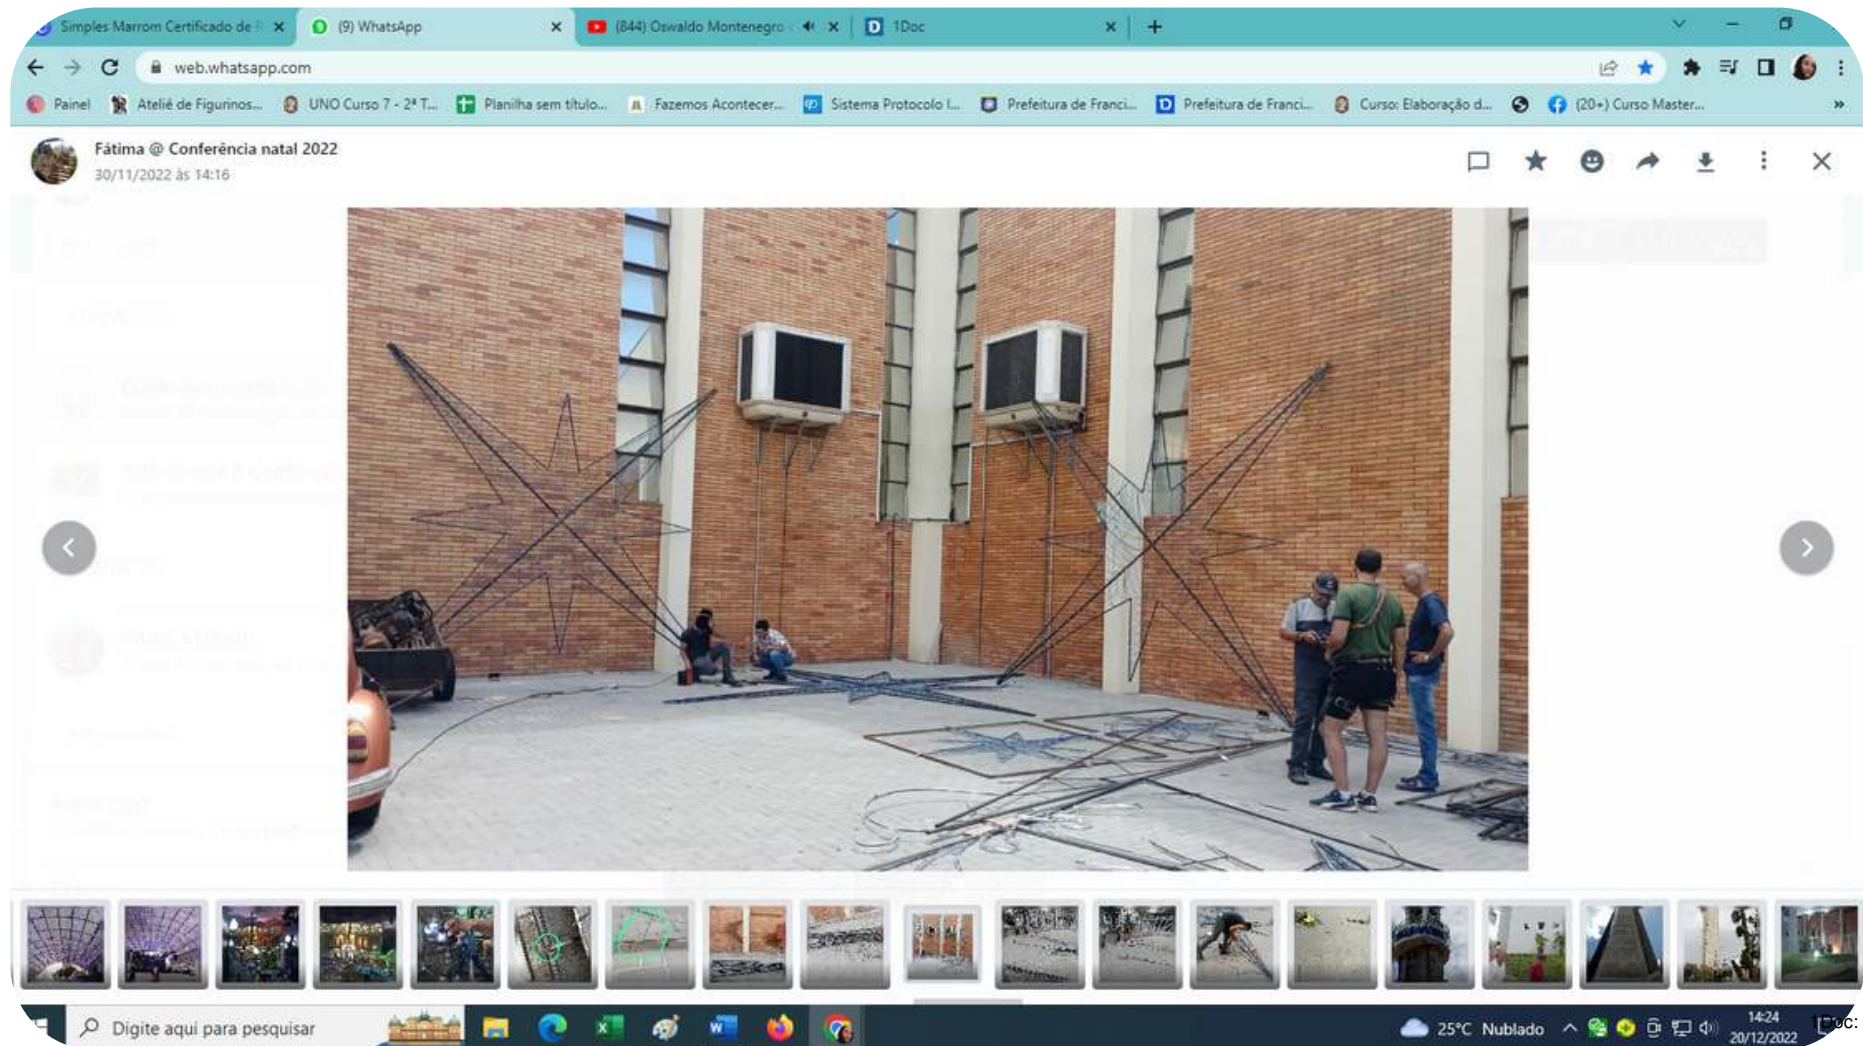 Simples Marrom Certificado de R
(9) WhatsApp
(844) Oswaldo Montenegro
1Doc
web.whatsapp.com
Painel
Ateliê de Figurinos...
UNO Curso 7 - 2ª T...
Planilha sem título...
Fazemos Acontecer...
Sistema Protocolo I...
Prefeitura de Franci...
Prefeitura de Franci...
Curso: Elaboração d...
(20+) Curso Master...
Fátima @ Conferência natal 2022
30/11/2022 às 14:16
Digite aqui para pesquisar
25°C Nublado
14:24
20/12/2022
1Doc: